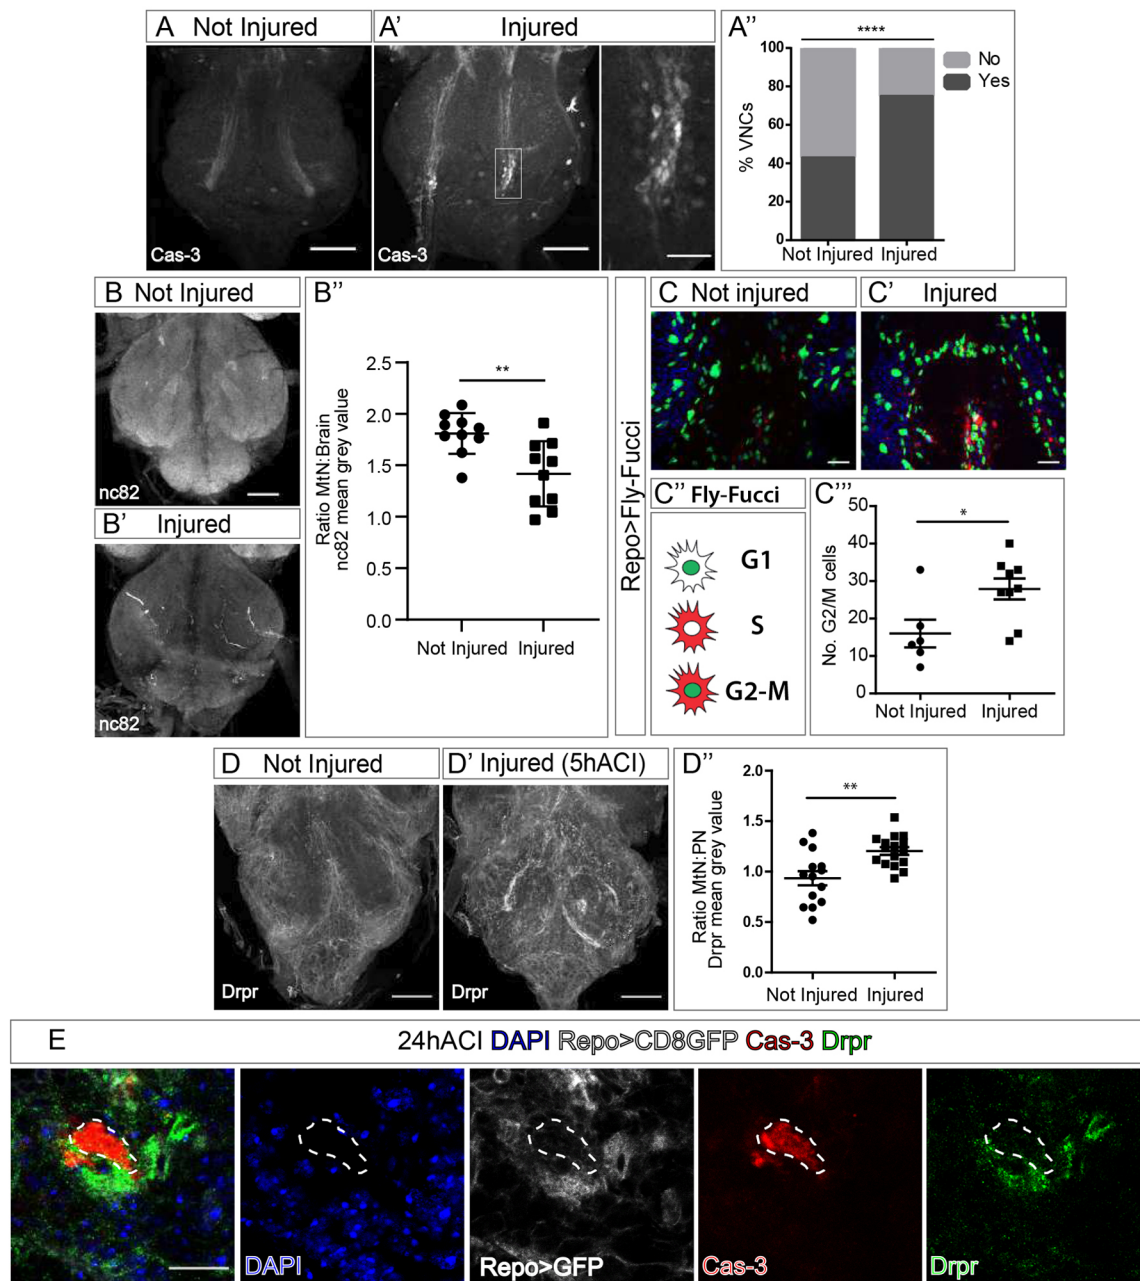 A Not Injured
A' Injured
A''
Cas-3
Cas-3
****
No
Yes
% VNCs
100
80
60
40
20
0
Not Injured Injured
B Not Injured
nc82
B' Injured
nc82
B''
Ratio MtN:Brain
nc82 mean grey value
2.5
2.0
1.5
1.0
0.5
0.0
**
Not Injured Injured
Repo>Fly-Fucci
C Not injured
C' Injured
C'' Fly-Fucci
G1
S
G2-M
C'''
No. G2/M cells
50
40
30
20
10
0
*
Not Injured Injured
D Not Injured
Drpr
D' Injured (5hACI)
Drpr
D''
Ratio MtN:PN
Drpr mean grey value
2.0
1.5
1.0
0.5
0.0
**
Not Injured Injured
E
24hACI DAPI Repo>CD8GFP Cas-3 Drpr
DAPI
Repo>GFP
Cas-3
Drpr